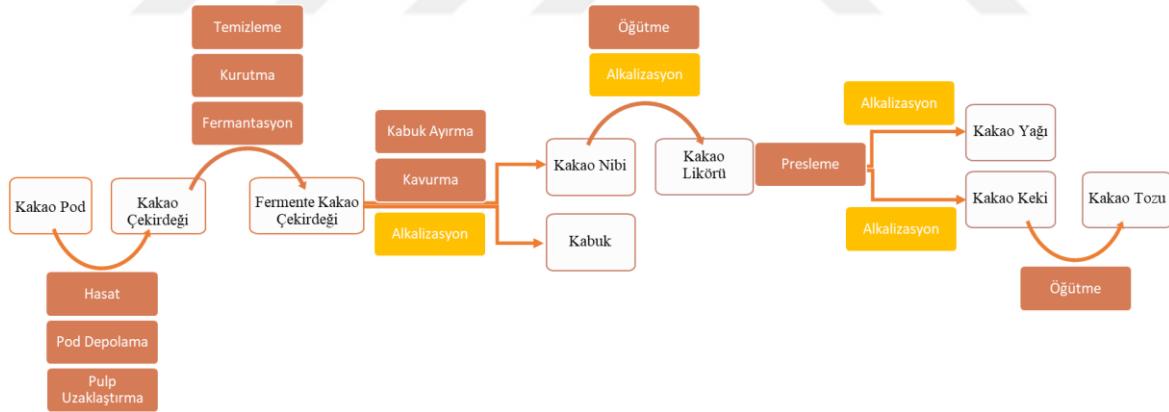 Temizleme
Kurutma
Fermantasyon
Kakao Pod
Kakao
Çekirdeği
Fermente Kakao
Çekirdeği
Hasat
Pod Depolama
Pulp
Uzaklaştırma
Kabuk Ayırma
Kavurma
Alkalizasyon
Öğütme
Alkalizasyon
Kakao Nibi
Kabuk
Kakao
Likörü
Presleme
Alkalizasyon
Alkalizasyon
Kakao Yağı
Kakao Keki
Kakao Tozu
Öğütme